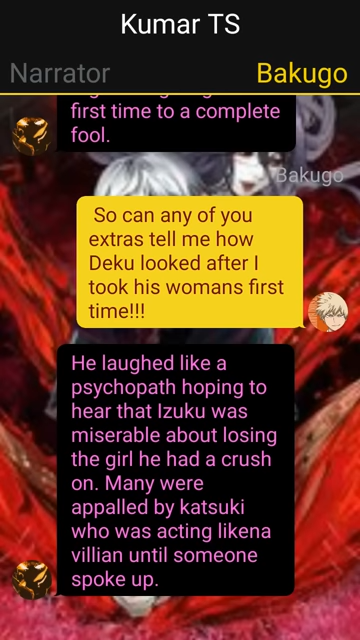 Kumar TS
Narrator
Bakugo
first time to a complete
fool.
Bakugo
So can any of you
extras tell me how
Deku looked after I
took his womans first
time!!!
He laughed like a
psychopath hoping to
hear that Izuku was
miserable about losing
the girl he had a crush
on. Many were
appalled by katsuki
who was acting likena
villian until someone
spoke up.